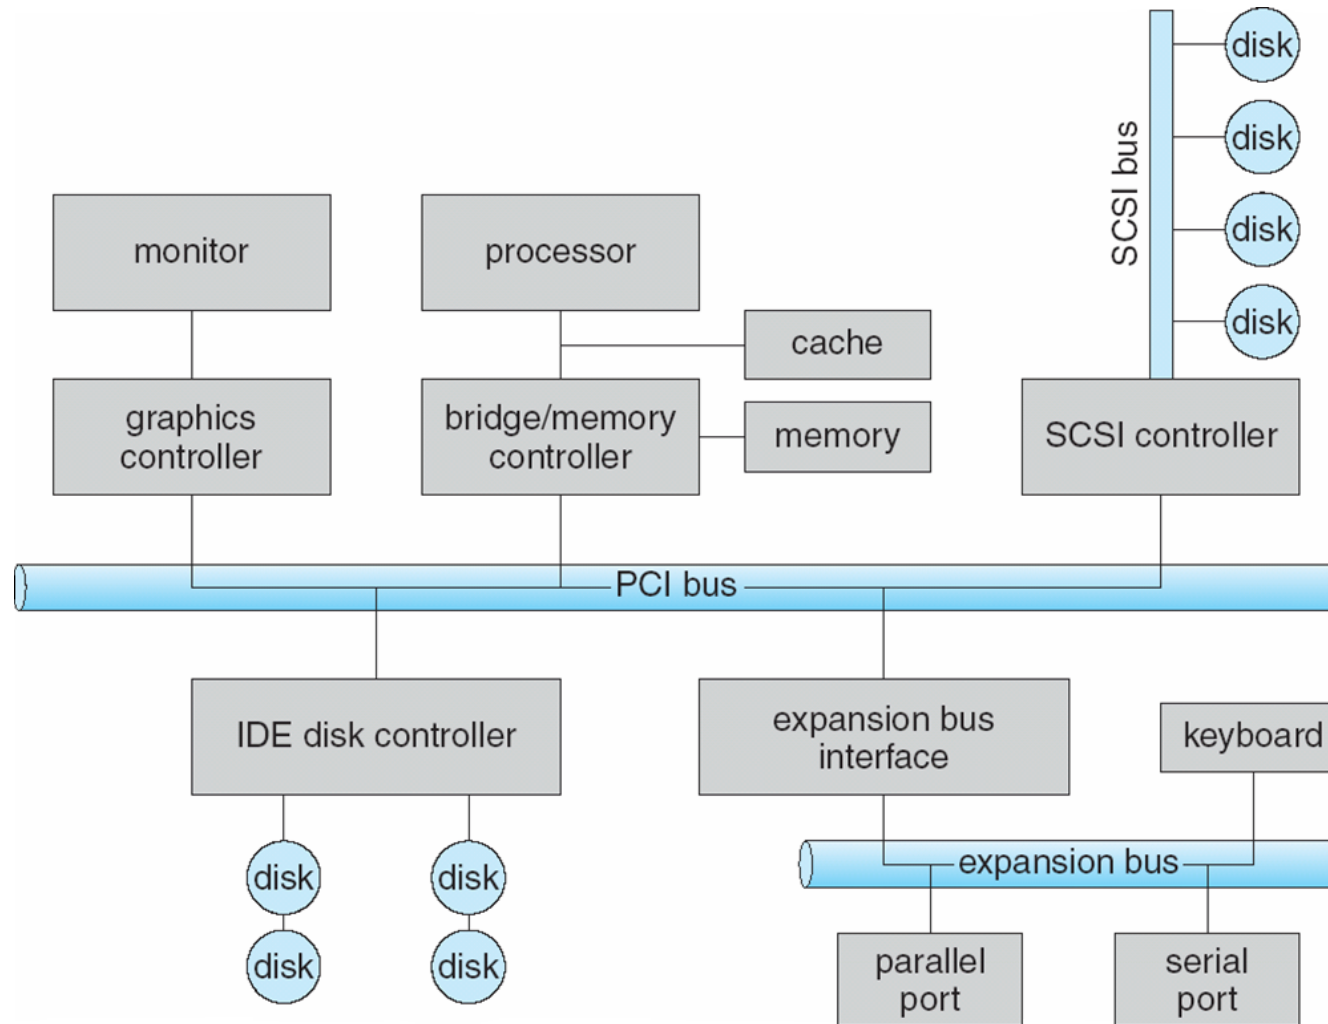 disk
disk
disk
disk
SCSI bus
monitor
processor
cache
graphics
controller
bridge/memory
controller
memory
SCSI controller
PCI bus
IDE disk controller
expansion bus
interface
keyboard
disk
disk
disk
disk
expansion bus
parallel
port
serial
port